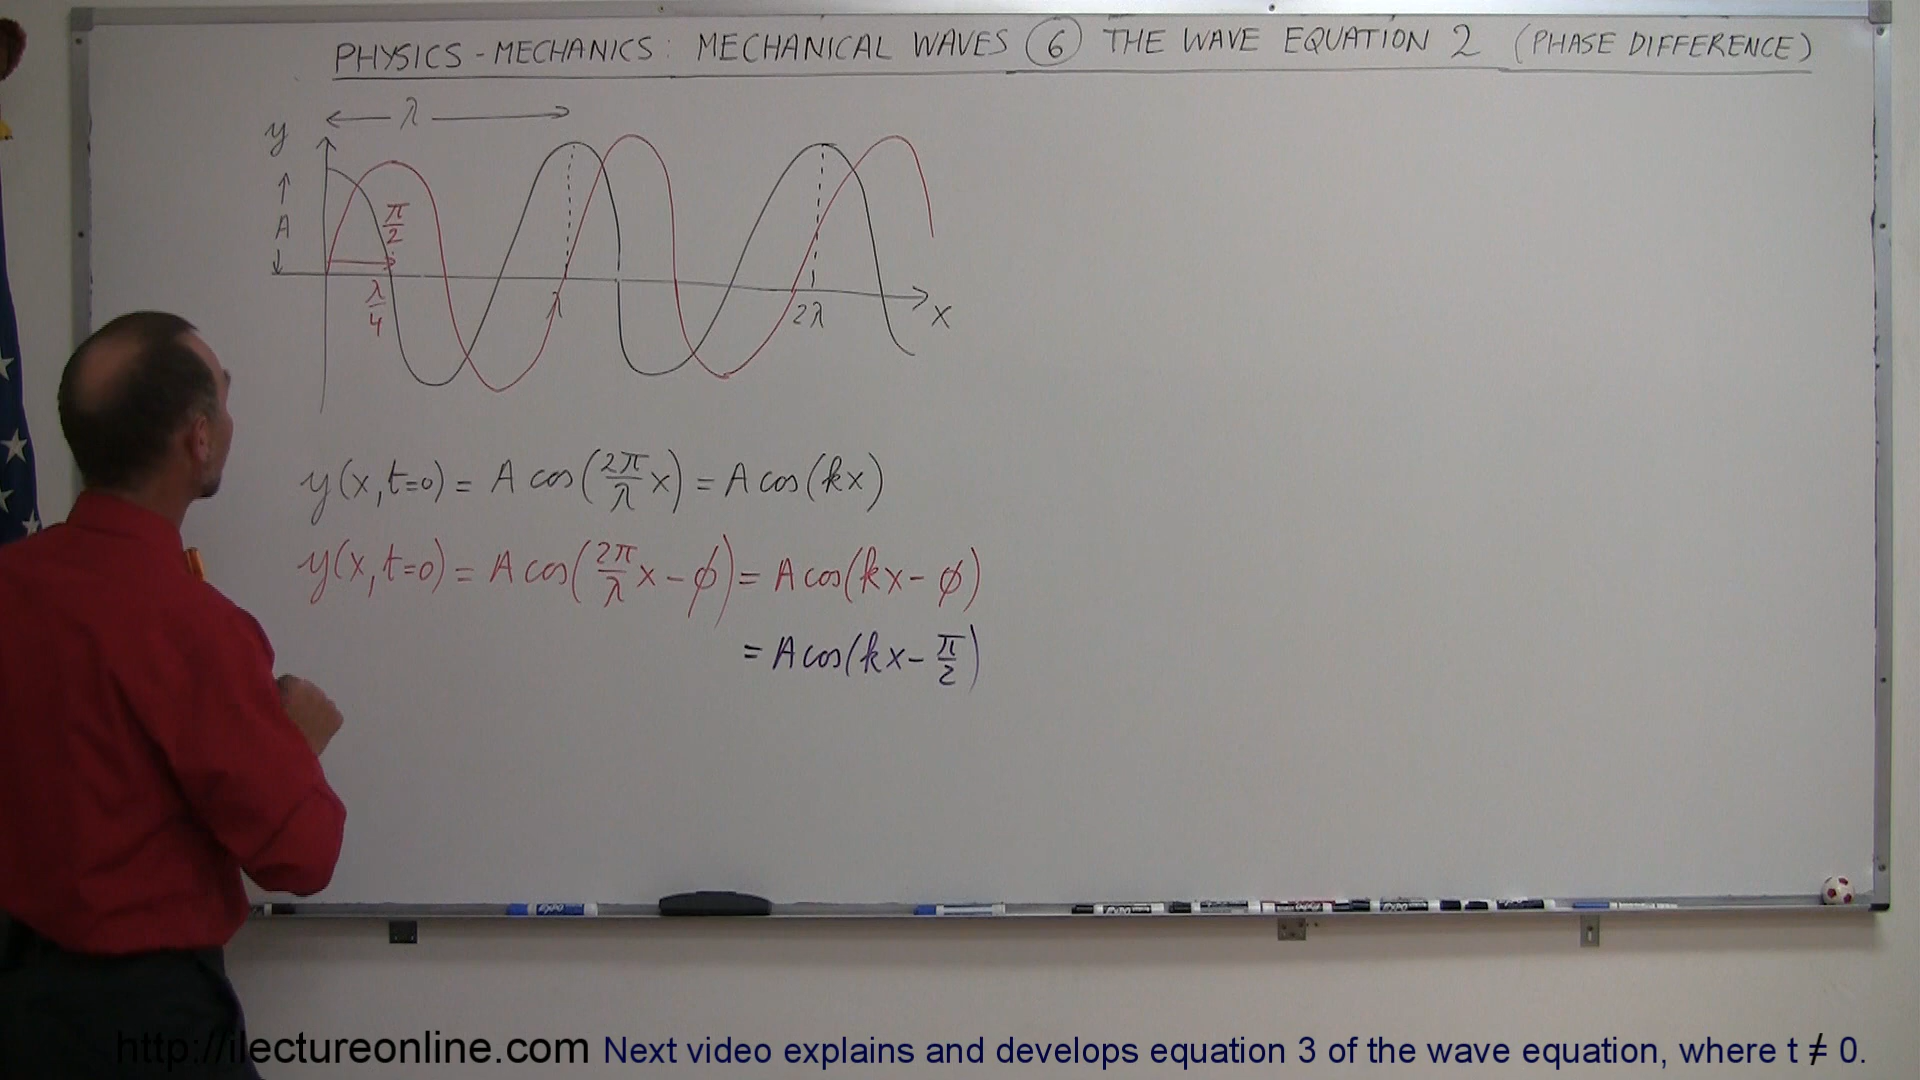 PHYSICS - MECHANICS: MECHANICAL WAVES 6 THE WAVE EQUATION 2 (PHASE DIFFERENCE)
λ
y
A
π/2
λ/4
λ
2λ
x
y(x,t=0) = A cos(2π/λ x) = A cos(kx)
y(x,t=0) = A cos(2π/λ x - φ) = A cos(kx - φ)
= A cos(kx - π/2)
http://ilectureonline.com Next video explains and develops equation 3 of the wave equation, where t ≠ 0.